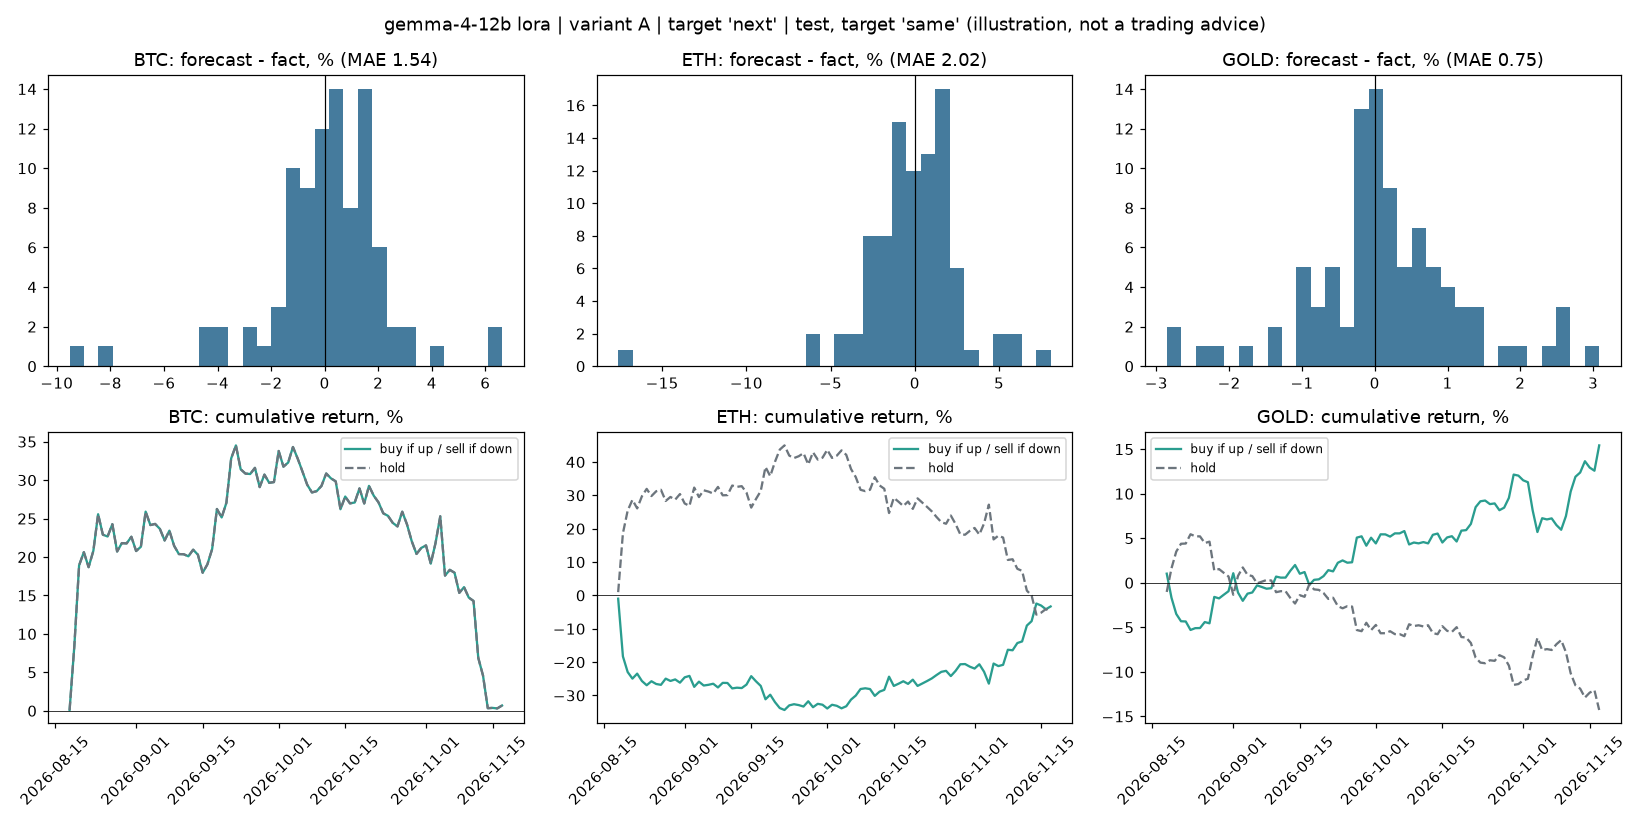 gemma-4-12b lora | variant A | target 'next' | test, target 'same' (illustration, not a trading advice)
BTC: forecast - fact, % (MAE 1.54)
14
12
10
8
6
4
2
0
−10 −8 −6 −4 −2 0 2 4 6
ETH: forecast - fact, % (MAE 2.02)
16
14
12
10
8
6
4
2
0
−15 −10 −5 0 5
GOLD: forecast - fact, % (MAE 0.75)
14
12
10
8
6
4
2
0
−3 −2 −1 0 1 2 3
BTC: cumulative return, %
buy if up / sell if down
hold
35
30
25
20
15
10
5
0
2026-08-15 2026-09-01 2026-09-15 2026-10-01 2026-10-15 2026-11-01 2026-11-15
ETH: cumulative return, %
buy if up / sell if down
hold
40
30
20
10
0
−10
−20
−30
2026-08-15 2026-09-01 2026-09-15 2026-10-01 2026-10-15 2026-11-01 2026-11-15
GOLD: cumulative return, %
buy if up / sell if down
hold
15
10
5
0
−5
−10
−15
2026-08-15 2026-09-01 2026-09-15 2026-10-01 2026-10-15 2026-11-01 2026-11-15